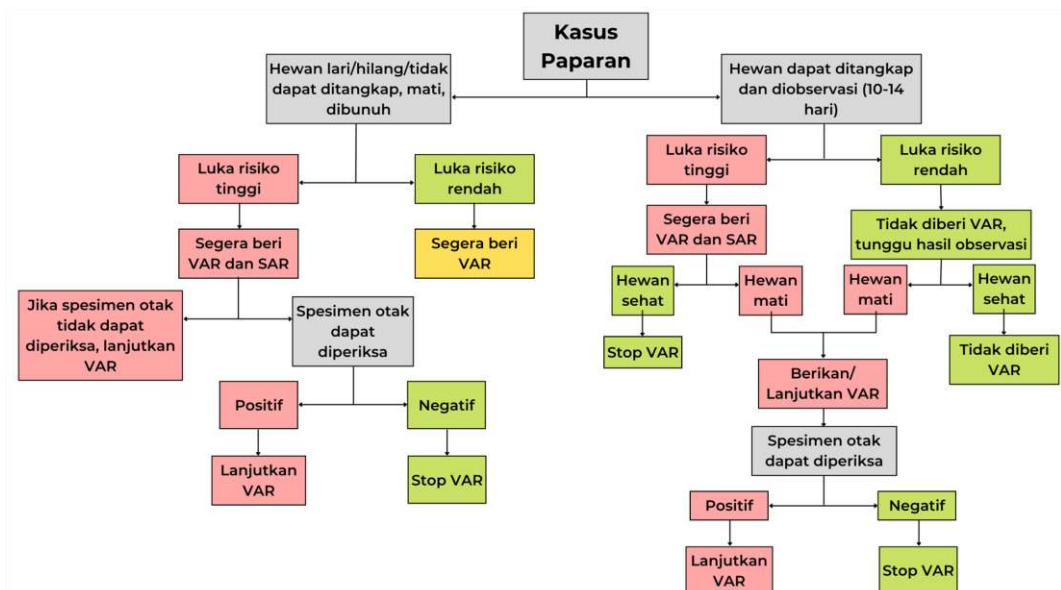 Kasus
Paparan
Hewan lari/hilang/tidak
dapat ditangkap, mati,
dibunuh
Luka risiko
tinggi
Luka risiko
rendah
Segera beri
VAR dan SAR
Segera beri
VAR
Jika spesimen otak
tidak dapat
diperiksa, lanjutkan
VAR
Spesimen otak
dapat
diperiksa
Positif
Negatif
Lanjutkan
VAR
Stop VAR
Hewan dapat ditangkap
dan diobservasi (10-14
hari)
Luka risiko
tinggi
Luka risiko
rendah
Segera beri
VAR dan SAR
Tidak diberi VAR,
tunggu hasil observasi
Hewan
sehat
Hewan
mati
Hewan
mati
Hewan
sehat
Stop VAR
Tidak diberi
VAR
Berikan/
Lanjutkan VAR
Spesimen otak
dapat diperiksa
Positif
Negatif
Lanjutkan
VAR
Stop VAR